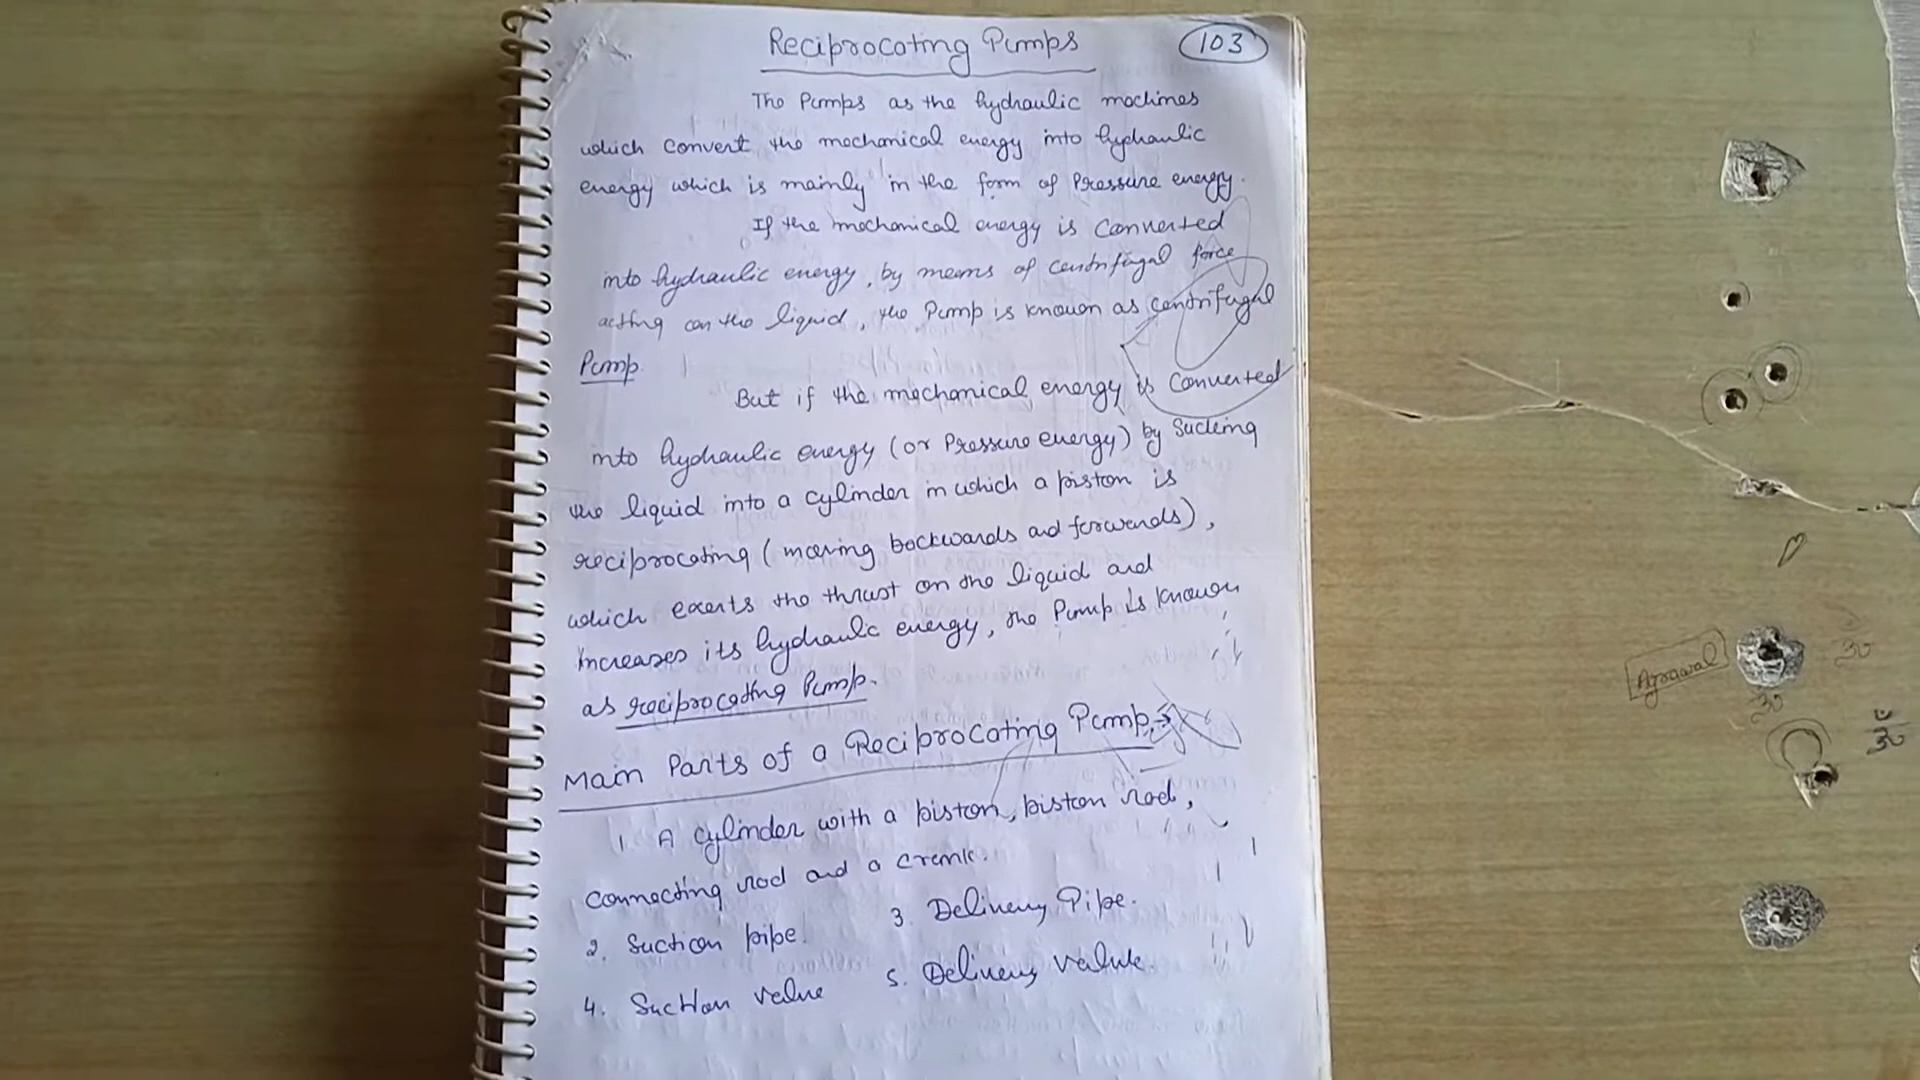 Reciprocating Pumps
103
The Pumps as the hydraulic machines
which convert the mechanical energy into hydraulic
energy which is mainly in the form of Pressure energy.
If the mechanical energy is converted
into hydraulic energy, by means of centrifugal force
acting on the liquid, the Pump is known as centrifugal
Pump.
But if the mechanical energy is converted
into hydraulic energy (or Pressure energy) by sucking
the liquid into a cylinder in which a piston is
reciprocating (moving backwards and forwards),
which exerts the thrust on the liquid and
increases its hydraulic energy, the Pump is known
as reciprocating Pump.
Main Parts of a Reciprocating Pump→
1. A cylinder with a piston, piston rod,
connecting rod and a crank.
2. Suction pipe. 3. Delivery Pipe.
4. Suction value 5. Delivery value.
Agrawal
ॐ
ॐ
ॐ